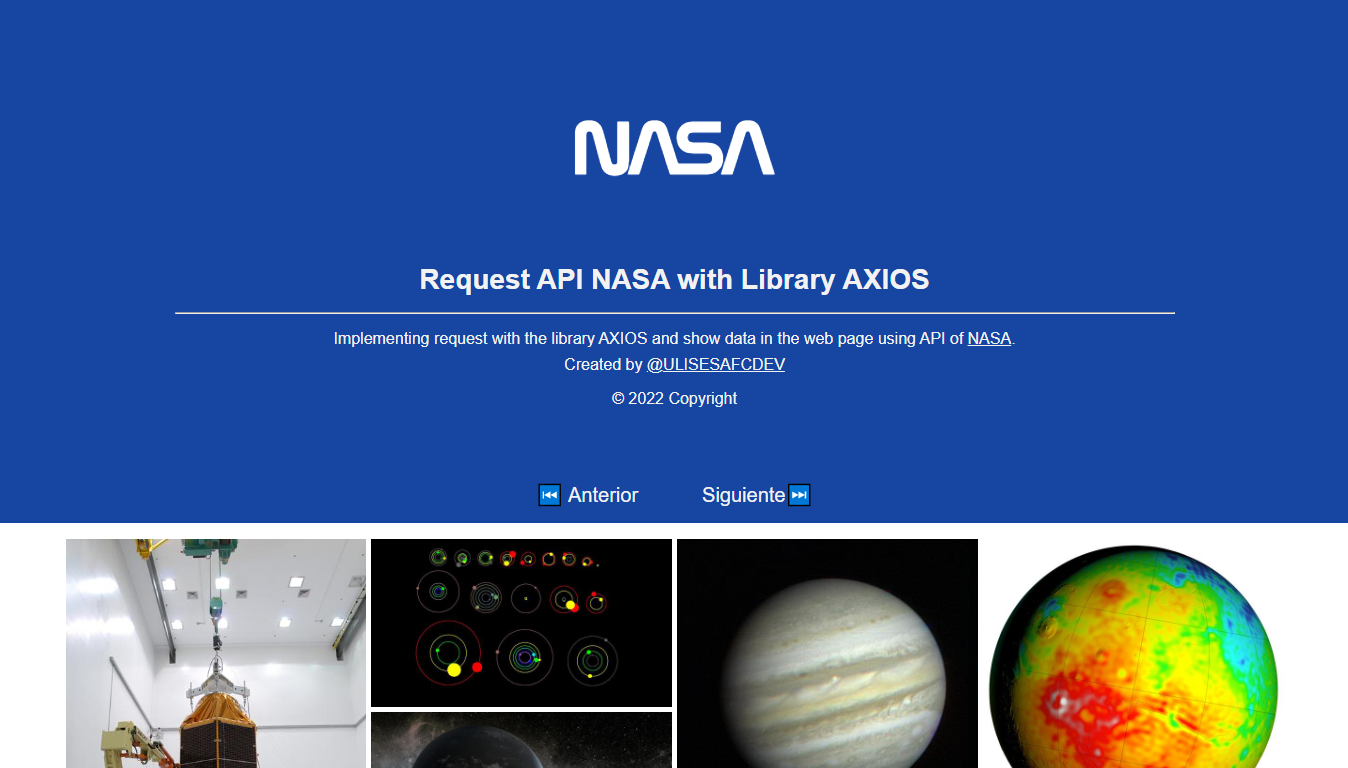 NASA
Request API NASA with Library AXIOS
Implementing request with the library AXIOS and show data in the web page using API of NASA.
Created by @ULISESAFCDEV
© 2022 Copyright
⏮️ Anterior Siguiente⏭️